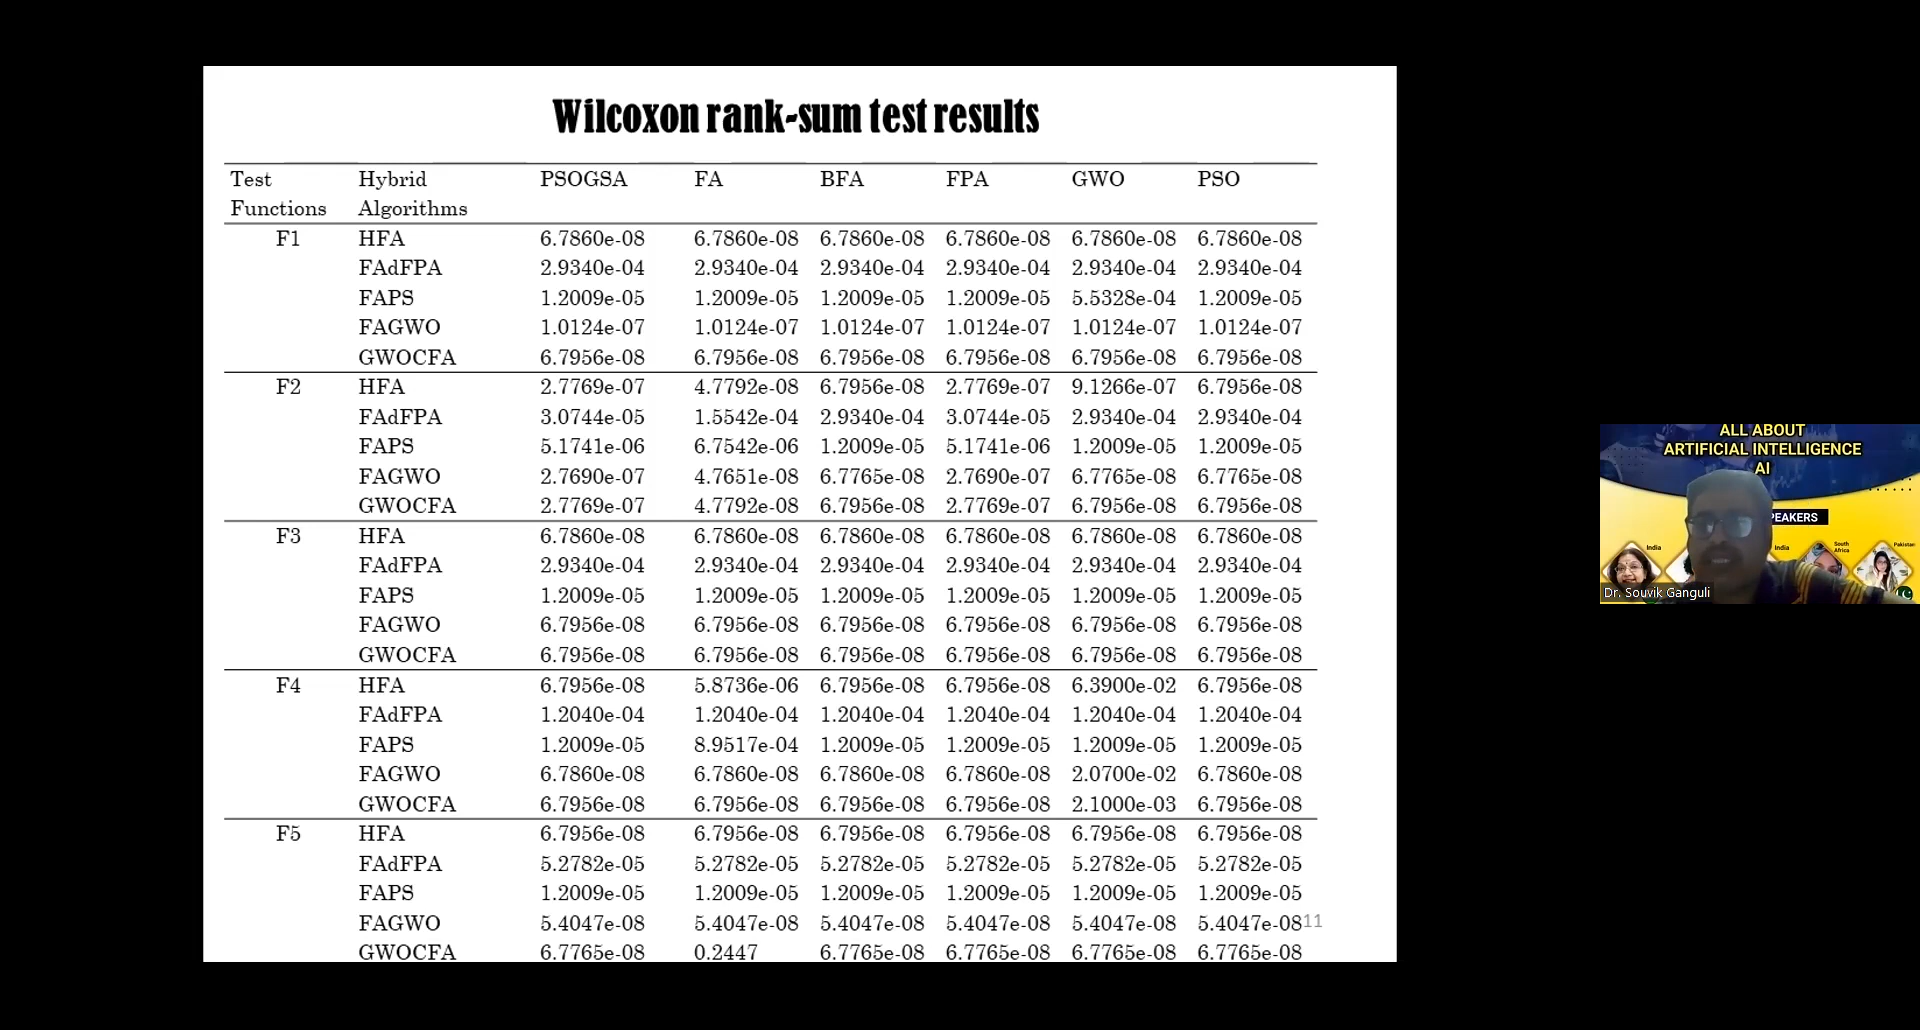 Wilcoxon rank-sum test results
Test Hybrid PSOGSA FA BFA FPA GWO PSO
Functions Algorithms
F1 HFA 6.7860e-08 6.7860e-08 6.7860e-08 6.7860e-08 6.7860e-08 6.7860e-08
FAdFPA 2.9340e-04 2.9340e-04 2.9340e-04 2.9340e-04 2.9340e-04 2.9340e-04
FAPS 1.2009e-05 1.2009e-05 1.2009e-05 1.2009e-05 5.5328e-04 1.2009e-05
FAGWO 1.0124e-07 1.0124e-07 1.0124e-07 1.0124e-07 1.0124e-07 1.0124e-07
GWOCFA 6.7956e-08 6.7956e-08 6.7956e-08 6.7956e-08 6.7956e-08 6.7956e-08
F2 HFA 2.7769e-07 4.7792e-08 6.7956e-08 2.7769e-07 9.1266e-07 6.7956e-08
FAdFPA 3.0744e-05 1.5542e-04 2.9340e-04 3.0744e-05 2.9340e-04 2.9340e-04
FAPS 5.1741e-06 6.7542e-06 1.2009e-05 5.1741e-06 1.2009e-05 1.2009e-05
FAGWO 2.7690e-07 4.7651e-08 6.7765e-08 2.7690e-07 6.7765e-08 6.7765e-08
GWOCFA 2.7769e-07 4.7792e-08 6.7956e-08 2.7769e-07 6.7956e-08 6.7956e-08
F3 HFA 6.7860e-08 6.7860e-08 6.7860e-08 6.7860e-08 6.7860e-08 6.7860e-08
FAdFPA 2.9340e-04 2.9340e-04 2.9340e-04 2.9340e-04 2.9340e-04 2.9340e-04
FAPS 1.2009e-05 1.2009e-05 1.2009e-05 1.2009e-05 1.2009e-05 1.2009e-05
FAGWO 6.7956e-08 6.7956e-08 6.7956e-08 6.7956e-08 6.7956e-08 6.7956e-08
GWOCFA 6.7956e-08 6.7956e-08 6.7956e-08 6.7956e-08 6.7956e-08 6.7956e-08
F4 HFA 6.7956e-08 5.8736e-06 6.7956e-08 6.7956e-08 6.3900e-02 6.7956e-08
FAdFPA 1.2040e-04 1.2040e-04 1.2040e-04 1.2040e-04 1.2040e-04 1.2040e-04
FAPS 1.2009e-05 8.9517e-04 1.2009e-05 1.2009e-05 1.2009e-05 1.2009e-05
FAGWO 6.7860e-08 6.7860e-08 6.7860e-08 6.7860e-08 2.0700e-02 6.7860e-08
GWOCFA 6.7956e-08 6.7956e-08 6.7956e-08 6.7956e-08 2.1000e-03 6.7956e-08
F5 HFA 6.7956e-08 6.7956e-08 6.7956e-08 6.7956e-08 6.7956e-08 6.7956e-08
FAdFPA 5.2782e-05 5.2782e-05 5.2782e-05 5.2782e-05 5.2782e-05 5.2782e-05
FAPS 1.2009e-05 1.2009e-05 1.2009e-05 1.2009e-05 1.2009e-05 1.2009e-05
FAGWO 5.4047e-08 5.4047e-08 5.4047e-08 5.4047e-08 5.4047e-08 5.4047e-08
11
GWOCFA 6.7765e-08 0.2447 6.7765e-08 6.7765e-08 6.7765e-08 6.7765e-08
ALL ABOUT
ARTIFICIAL INTELLIGENCE
AI
PEAKERS
India
India
South
Africa
Pakistan
Dr. Souvik Ganguli